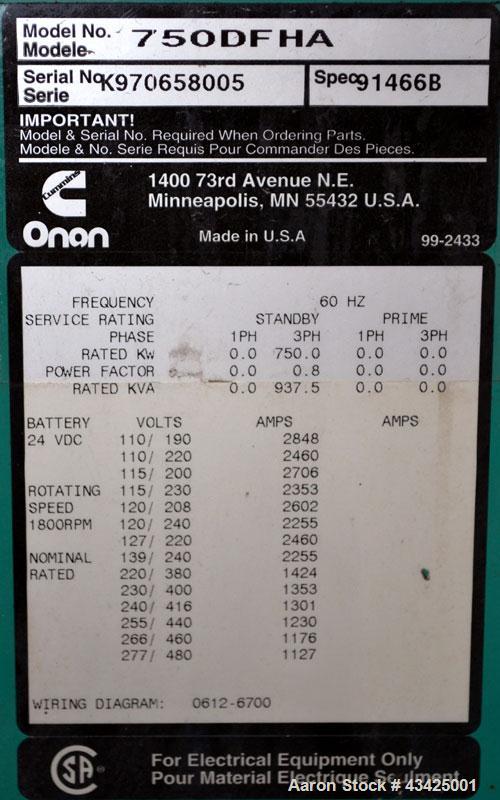 Model No. 750DFHA
Modele
Serial No K970658005 Spec 91466B
Serie
IMPORTANT!
Model & Serial No. Required When Ordering Parts.
Modele & No. Serie Requis Pour Commander Des Pieces.
Cummins
Onan
1400 73rd Avenue N.E.
Minneapolis, MN 55432 U.S.A.
Made in U.S.A
99-2433
FREQUENCY 60 HZ
SERVICE RATING STANDBY PRIME
PHASE 1PH 3PH 1PH 3PH
RATED KW 0.0 750.0 0.0 0.0
POWER FACTOR 0.0 0.8 0.0 0.0
RATED KVA 0.0 937.5 0.0 0.0
BATTERY VOLTS AMPS AMPS
24 VDC 110/ 190 2848
110/ 220 2460
115/ 200 2706
ROTATING 115/ 230 2353
SPEED 120/ 208 2602
1800RPM 120/ 240 2255
127/ 220 2460
NOMINAL 139/ 240 2255
RATED 220/ 380 1424
230/ 400 1353
240/ 416 1301
255/ 440 1230
266/ 460 1176
277/ 480 1127
WIRING DIAGRAM: 0612-6700
CSA
For Electrical Equipment Only
Pour Material Electrique Seulment
Aaron Stock # 43425001